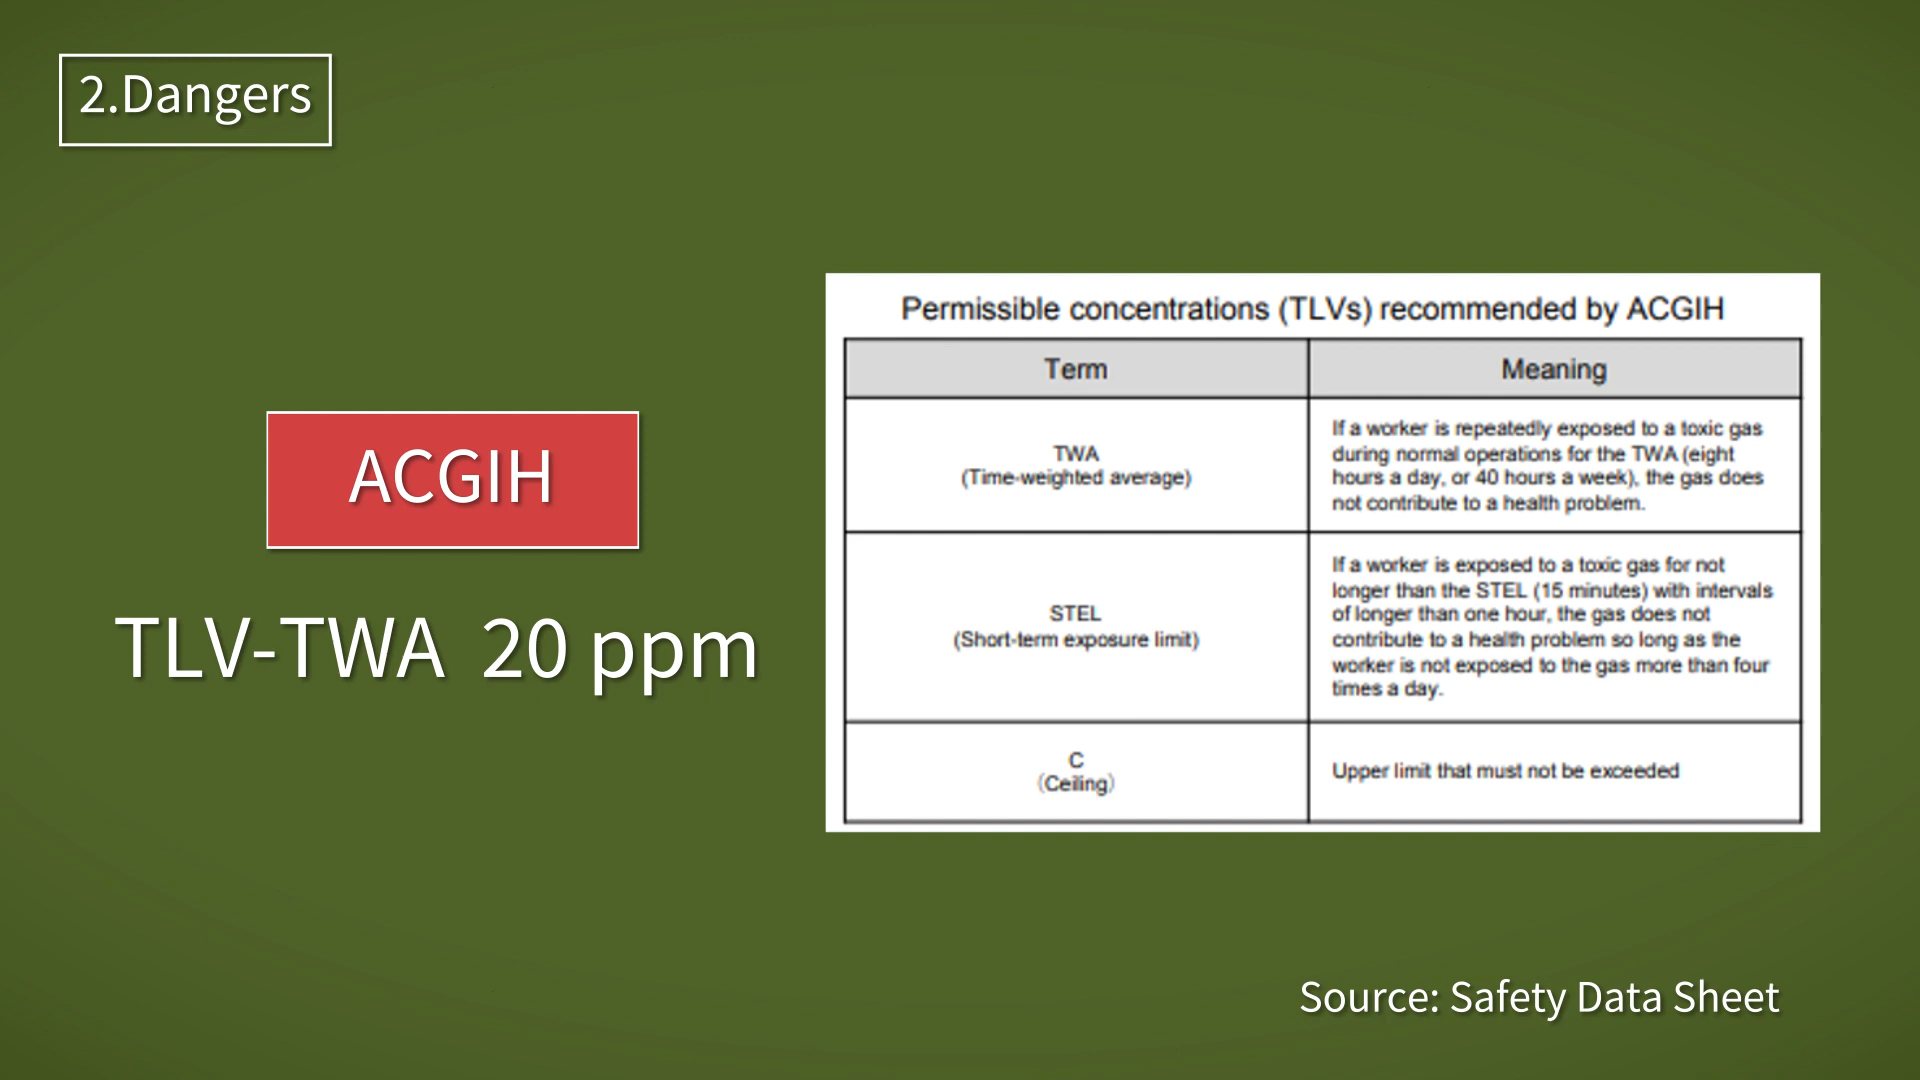 2.Dangers
ACGIH
TLV-TWA 20 ppm
Permissible concentrations (TLVs) recommended by ACGIH
Term
Meaning
TWA
(Time-weighted average)
If a worker is repeatedly exposed to a toxic gas
during normal operations for the TWA (eight
hours a day, or 40 hours a week), the gas does
not contribute to a health problem.
STEL
(Short-term exposure limit)
If a worker is exposed to a toxic gas for not
longer than the STEL (15 minutes) with intervals
of longer than one hour, the gas does not
contribute to a health problem so long as the
worker is not exposed to the gas more than four
times a day.
C
(Ceiling)
Upper limit that must not be exceeded
Source: Safety Data Sheet